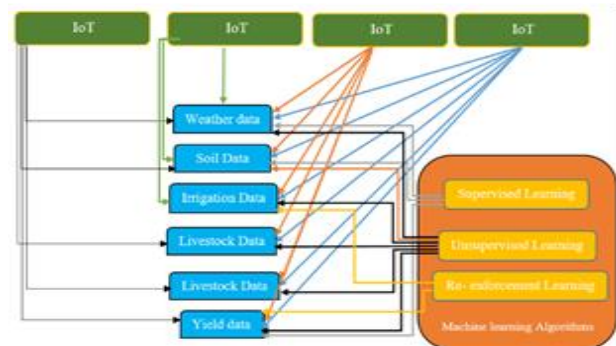 IoT
IoT
IoT
IoT
Weather data
Soil Data
Irrigation Data
Livestock Data
Livestock Data
Yield data
Supervised Learning
Unsupervised Learning
Re- enforcement Learning
Machine learning Algorithms